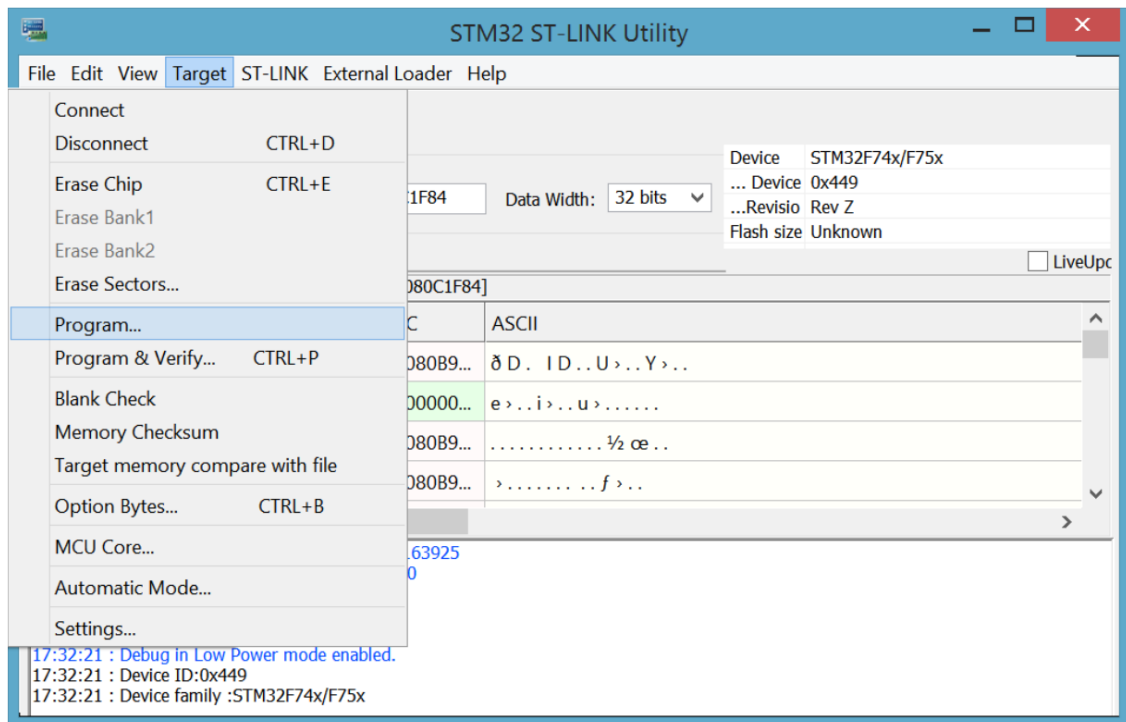 STM32 ST-LINK Utility
File Edit View Target ST-LINK External Loader Help
Connect
Disconnect CTRL+D
Erase Chip CTRL+E
Erase Bank1
Erase Bank2
Erase Sectors...
Program...
Program & Verify... CTRL+P
Blank Check
Memory Checksum
Target memory compare with file
Option Bytes... CTRL+B
MCU Core...
Automatic Mode...
Settings...
1F84 Data Width: 32 bits
Device STM32F74x/F75x
... Device 0x449
...Revisio Rev Z
Flash size Unknown
LiveUpd
080C1F84]
C ASCII
080B9... ð D . I D . . U › . . Y › . .
00000... e › . . i › . . u › . . . . . .
080B9... . . . . . . . . . . . . ½ œ . .
080B9... › . . . . . . . . . ƒ › . .
.63925
0
17:32:21 : Debug in Low Power mode enabled.
17:32:21 : Device ID:0x449
17:32:21 : Device family :STM32F74x/F75x